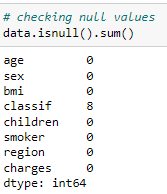 # checking null values
data.isnull().sum()
age 0
sex 0
bmi 0
classif 8
children 0
smoker 0
region 0
charges 0
dtype: int64